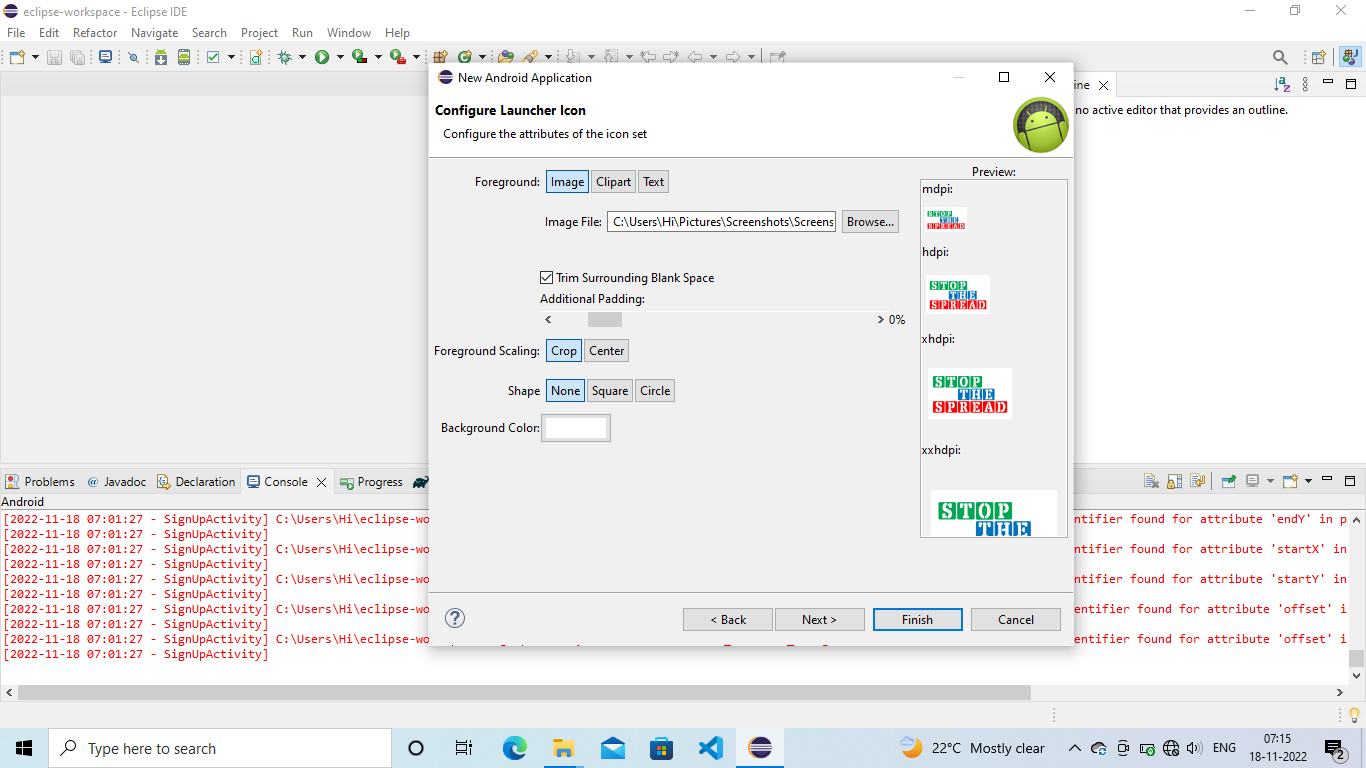 eclipse-workspace - Eclipse IDE
File Edit Refactor Navigate Search Project Run Window Help
New Android Application
Configure Launcher Icon
Configure the attributes of the icon set
Foreground: Image Clipart Text
Image File: C:\Users\Hi\Pictures\Screenshots\Screens Browse...
Trim Surrounding Blank Space
Additional Padding:
< > 0%
Foreground Scaling: Crop Center
Shape None Square Circle
Background Color:
Preview:
mdpi:
STOP
THE
SPREAD
hdpi:
STOP
THE
SPREAD
xhdpi:
STOP
THE
SPREAD
xxhdpi:
STOP
THE
< Back Next > Finish Cancel
ine
no active editor that provides an outline.
Problems @ Javadoc Declaration Console Progress
Android
[2022-11-18 07:01:27 - SignUpActivity] C:\Users\Hi\eclipse-wo ntifier found for attribute 'endY' in p
[2022-11-18 07:01:27 - SignUpActivity]
[2022-11-18 07:01:27 - SignUpActivity] C:\Users\Hi\eclipse-wo ntifier found for attribute 'startX' in
[2022-11-18 07:01:27 - SignUpActivity]
[2022-11-18 07:01:27 - SignUpActivity] C:\Users\Hi\eclipse-wo ntifier found for attribute 'startY' in
[2022-11-18 07:01:27 - SignUpActivity]
[2022-11-18 07:01:27 - SignUpActivity] C:\Users\Hi\eclipse-wo entifier found for attribute 'offset' i
[2022-11-18 07:01:27 - SignUpActivity]
[2022-11-18 07:01:27 - SignUpActivity] C:\Users\Hi\eclipse-wo entifier found for attribute 'offset' i
[2022-11-18 07:01:27 - SignUpActivity]
Type here to search
22°C Mostly clear
ENG
07:15
18-11-2022
2